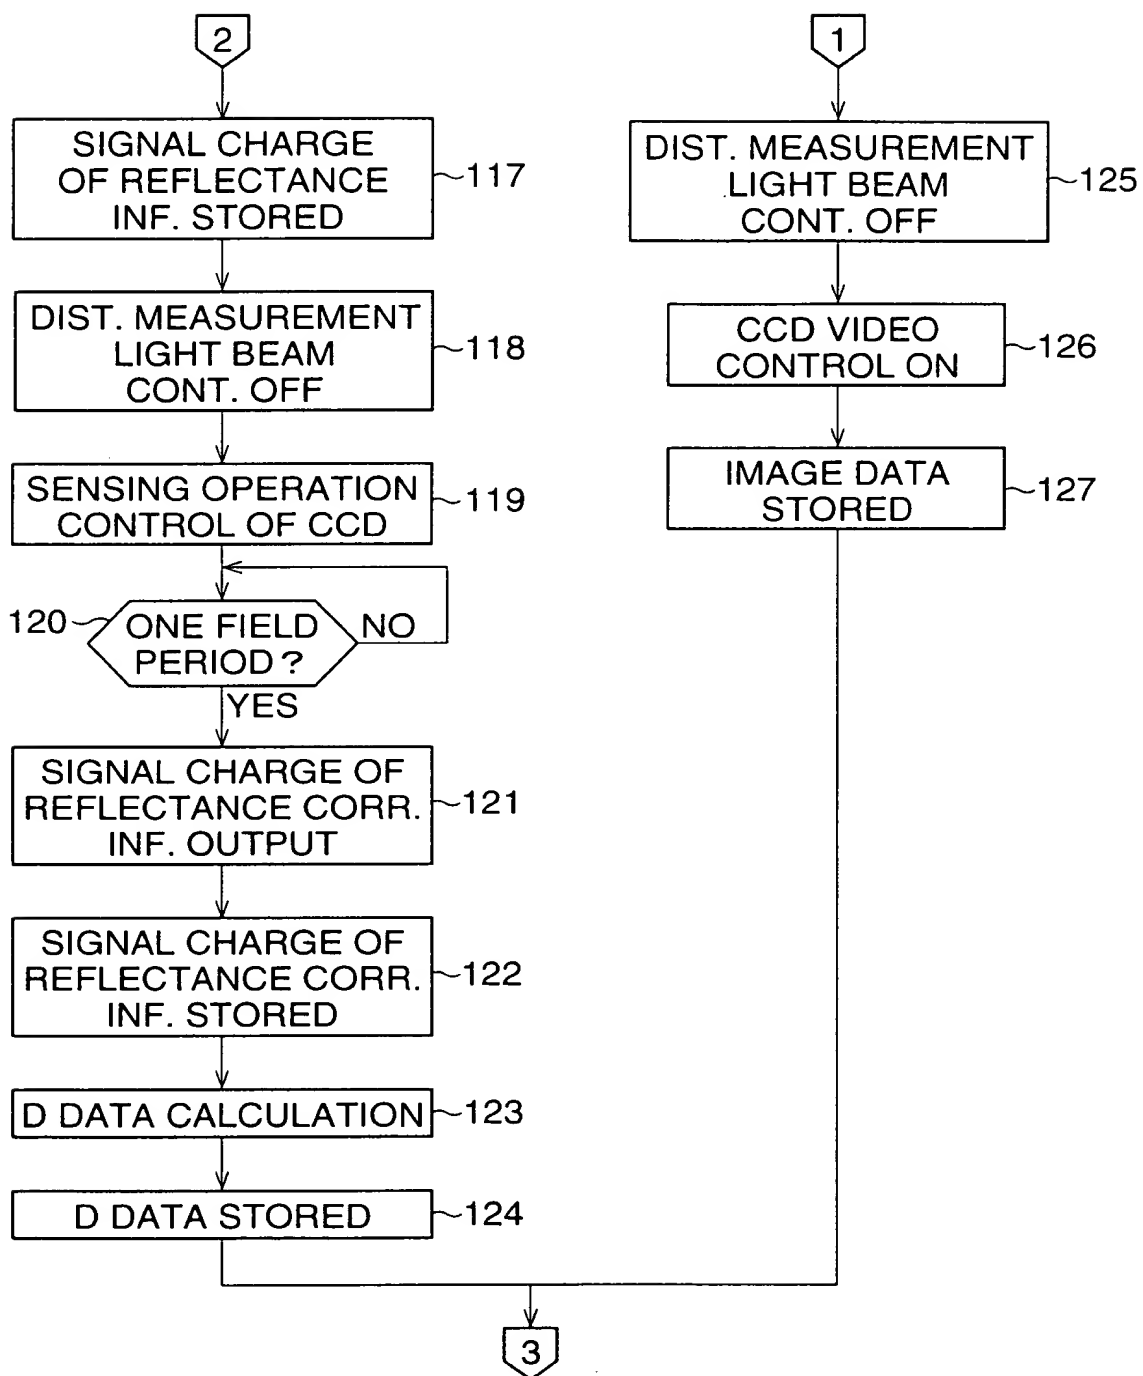 2
SIGNAL CHARGE
OF REFLECTANCE
INF. STORED
117
DIST. MEASUREMENT
LIGHT BEAM
CONT. OFF
118
SENSING OPERATION
CONTROL OF CCD
119
120
ONE FIELD
PERIOD ?
NO
YES
SIGNAL CHARGE OF
REFLECTANCE CORR.
INF. OUTPUT
121
SIGNAL CHARGE OF
REFLECTANCE CORR.
INF. STORED
122
D DATA CALCULATION
123
D DATA STORED
124
1
DIST. MEASUREMENT
LIGHT BEAM
CONT. OFF
125
CCD VIDEO
CONTROL ON
126
IMAGE DATA
STORED
127
3